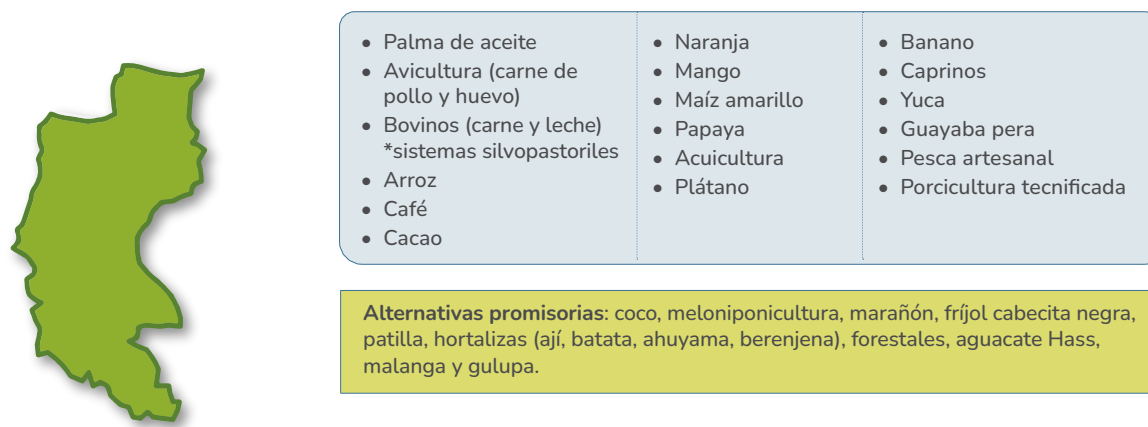 • Palma de aceite
• Avicultura (carne de
pollo y huevo)
• Bovinos (carne y leche)
*sistemas silvopastoriles
• Arroz
• Café
• Cacao
• Naranja
• Mango
• Maíz amarillo
• Papaya
• Acuicultura
• Plátano
• Banano
• Caprinos
• Yuca
• Guayaba pera
• Pesca artesanal
• Porcicultura tecnificada
Alternativas promisorias: coco, meloniponicultura, marañón, fríjol cabecita negra,
patilla, hortalizas (ají, batata, ahuyama, berenjena), forestales, aguacate Hass,
malanga y gulupa.